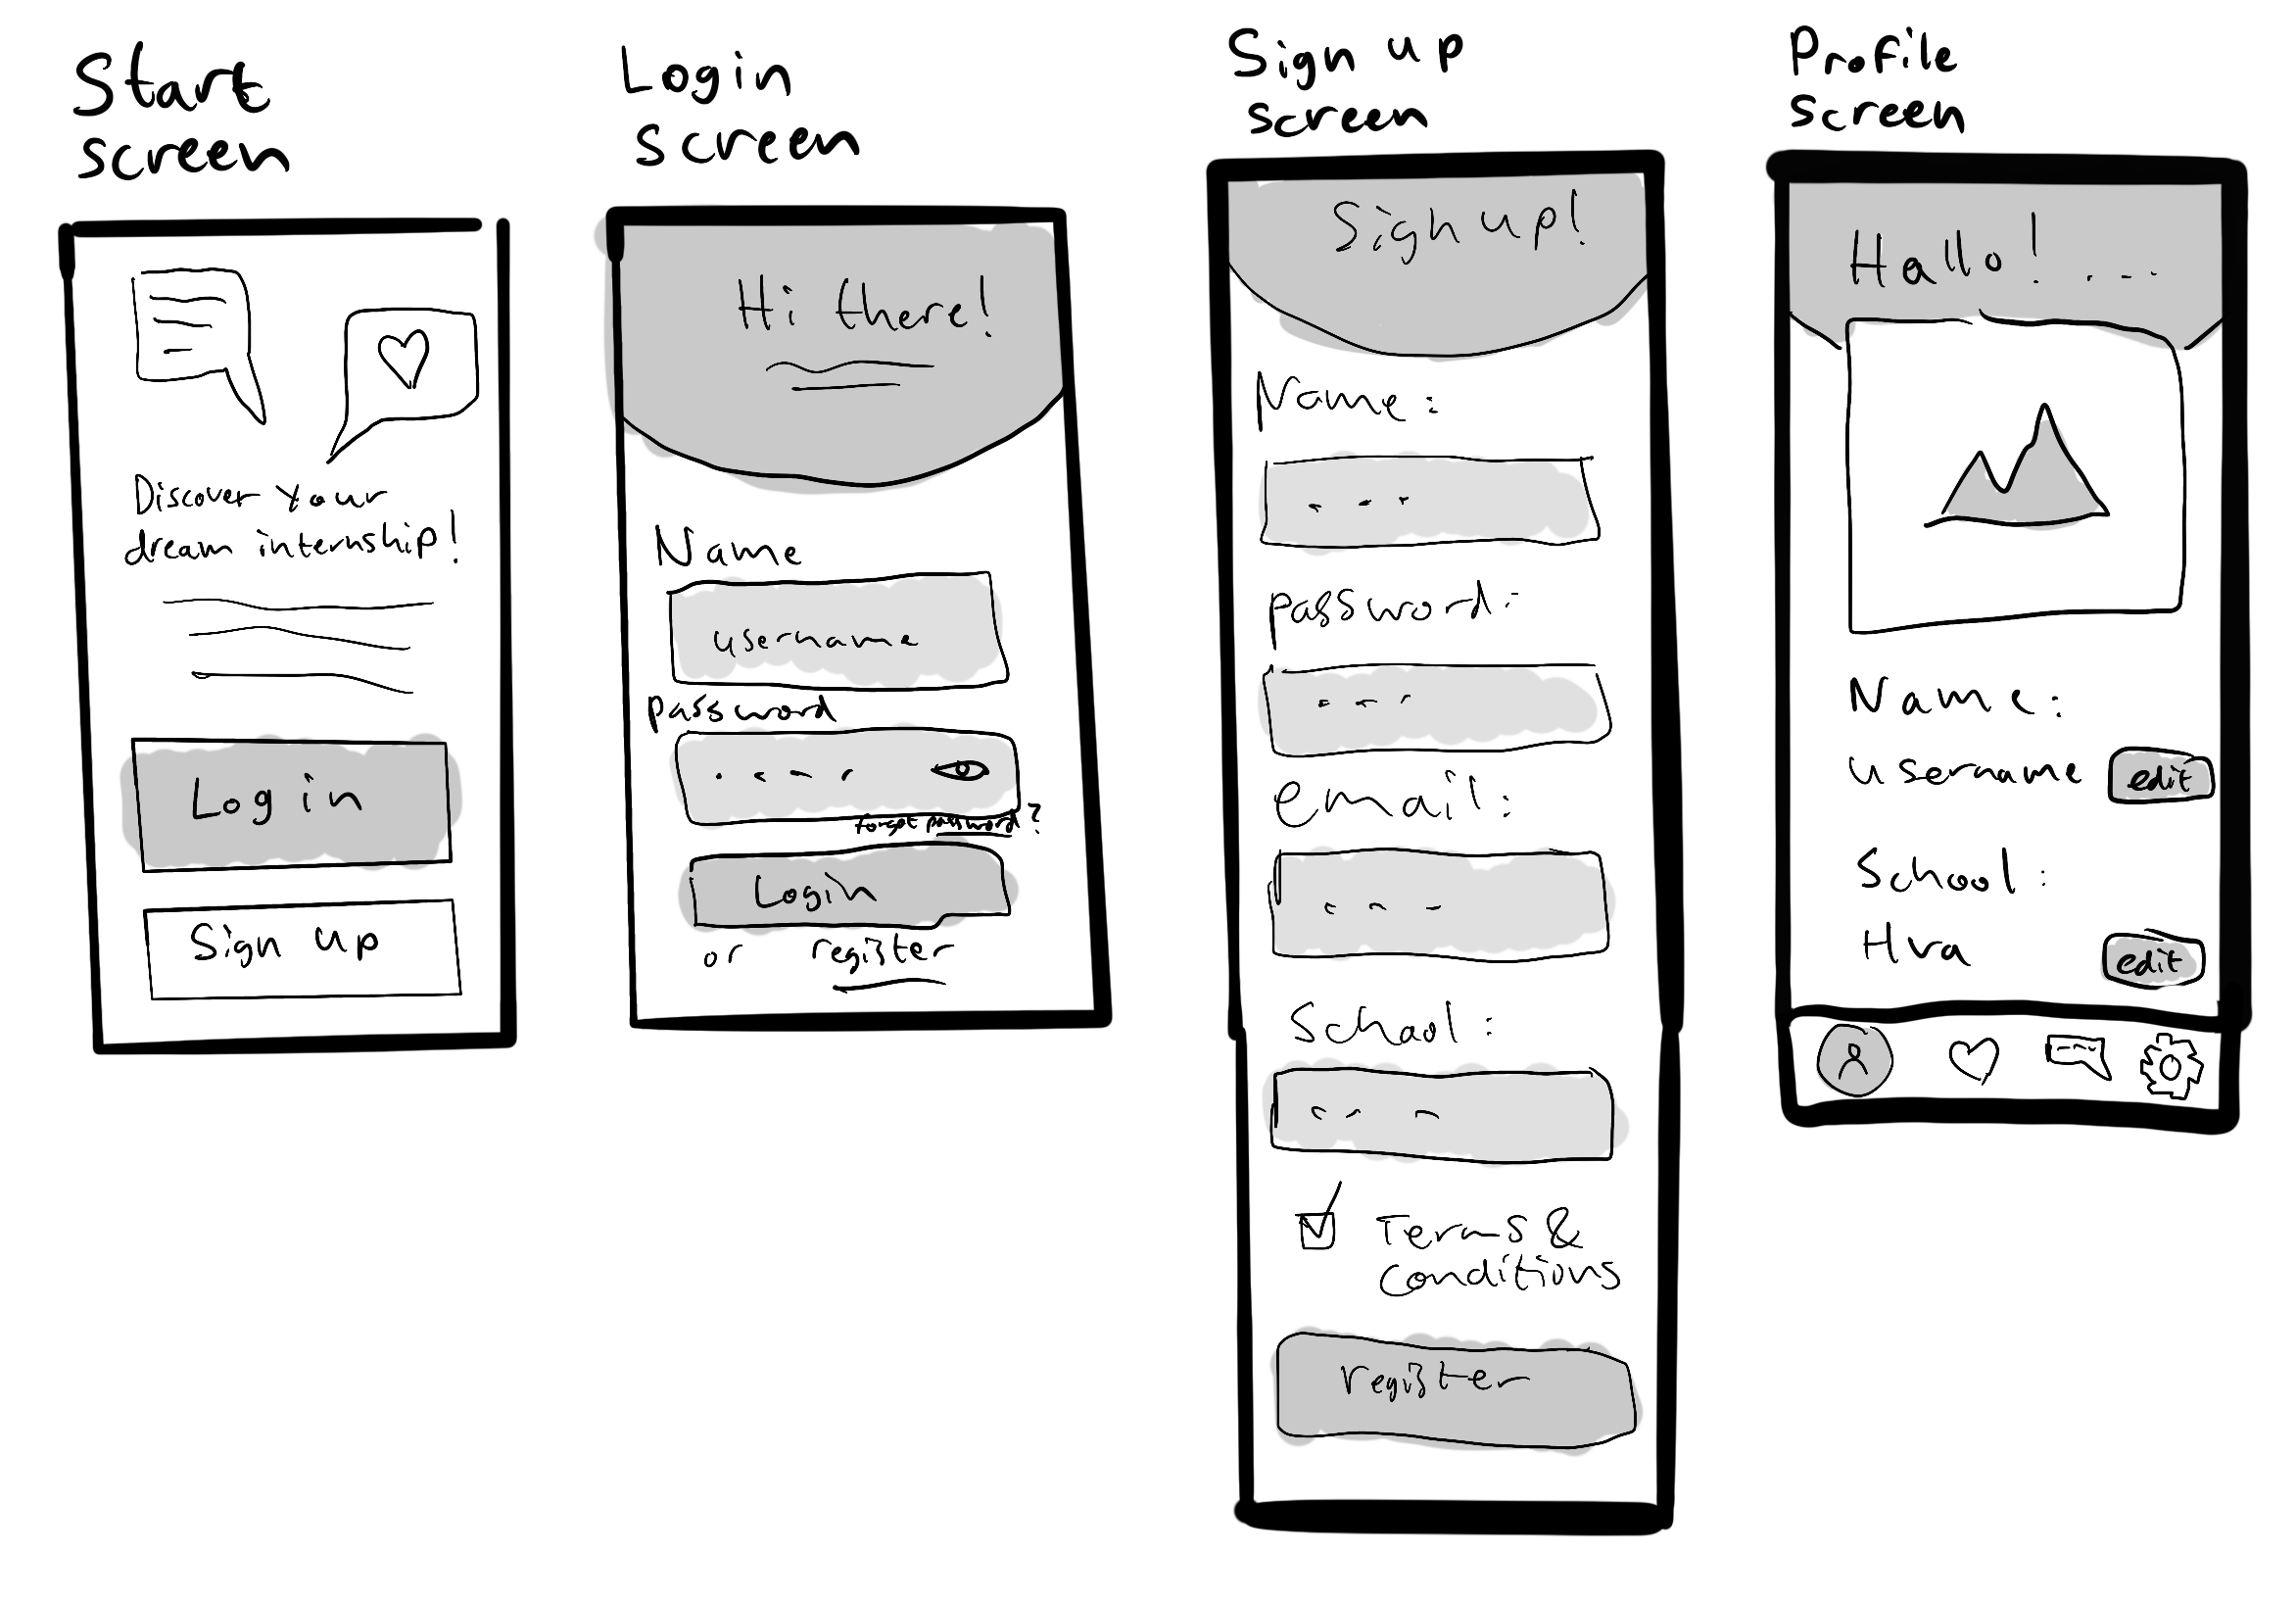 Start
screen
Discover your
dream internship!
Log in
Sign up
Login
screen
Hi there!
Name
username
password
forgot password?
Login
or register
Sign up
screen
Sign up!
Name:
password:
email:
School:
Terms &
conditions
register
Profile
screen
Hallo! ...
Name:
username edit
School:
Hva edit